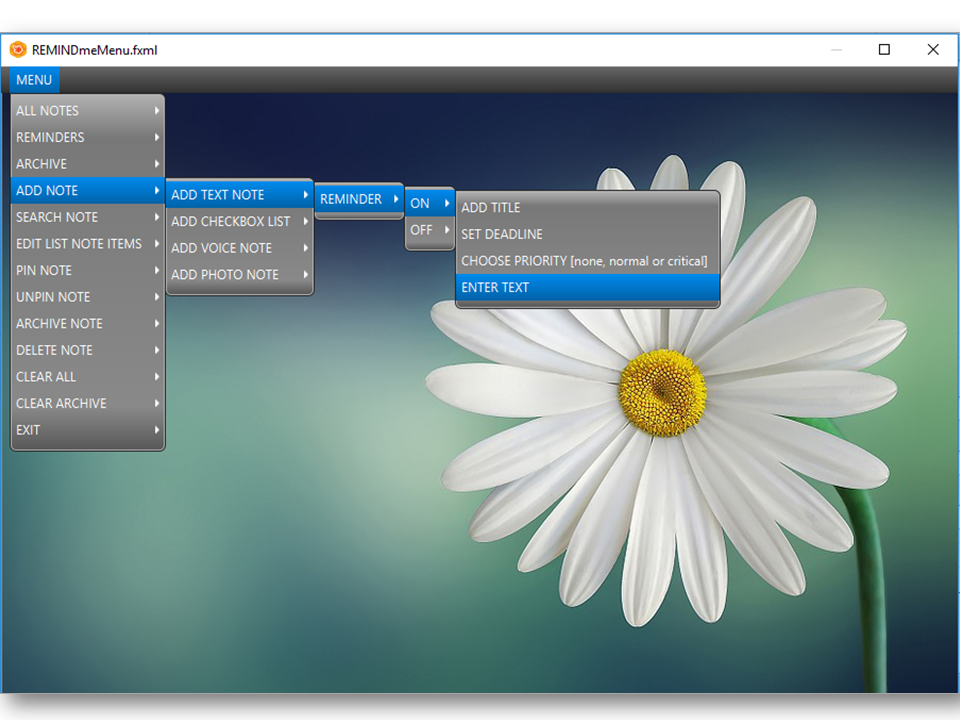 REMINDmeMenu.fxml
MENU
ALL NOTES
REMINDERS
ARCHIVE
ADD NOTE
SEARCH NOTE
EDIT LIST NOTE ITEMS
PIN NOTE
UNPIN NOTE
ARCHIVE NOTE
DELETE NOTE
CLEAR ALL
CLEAR ARCHIVE
EXIT
ADD TEXT NOTE
ADD CHECKBOX LIST
ADD VOICE NOTE
ADD PHOTO NOTE
REMINDER
ON
OFF
ADD TITLE
SET DEADLINE
CHOOSE PRIORITY [none, normal or critical]
ENTER TEXT